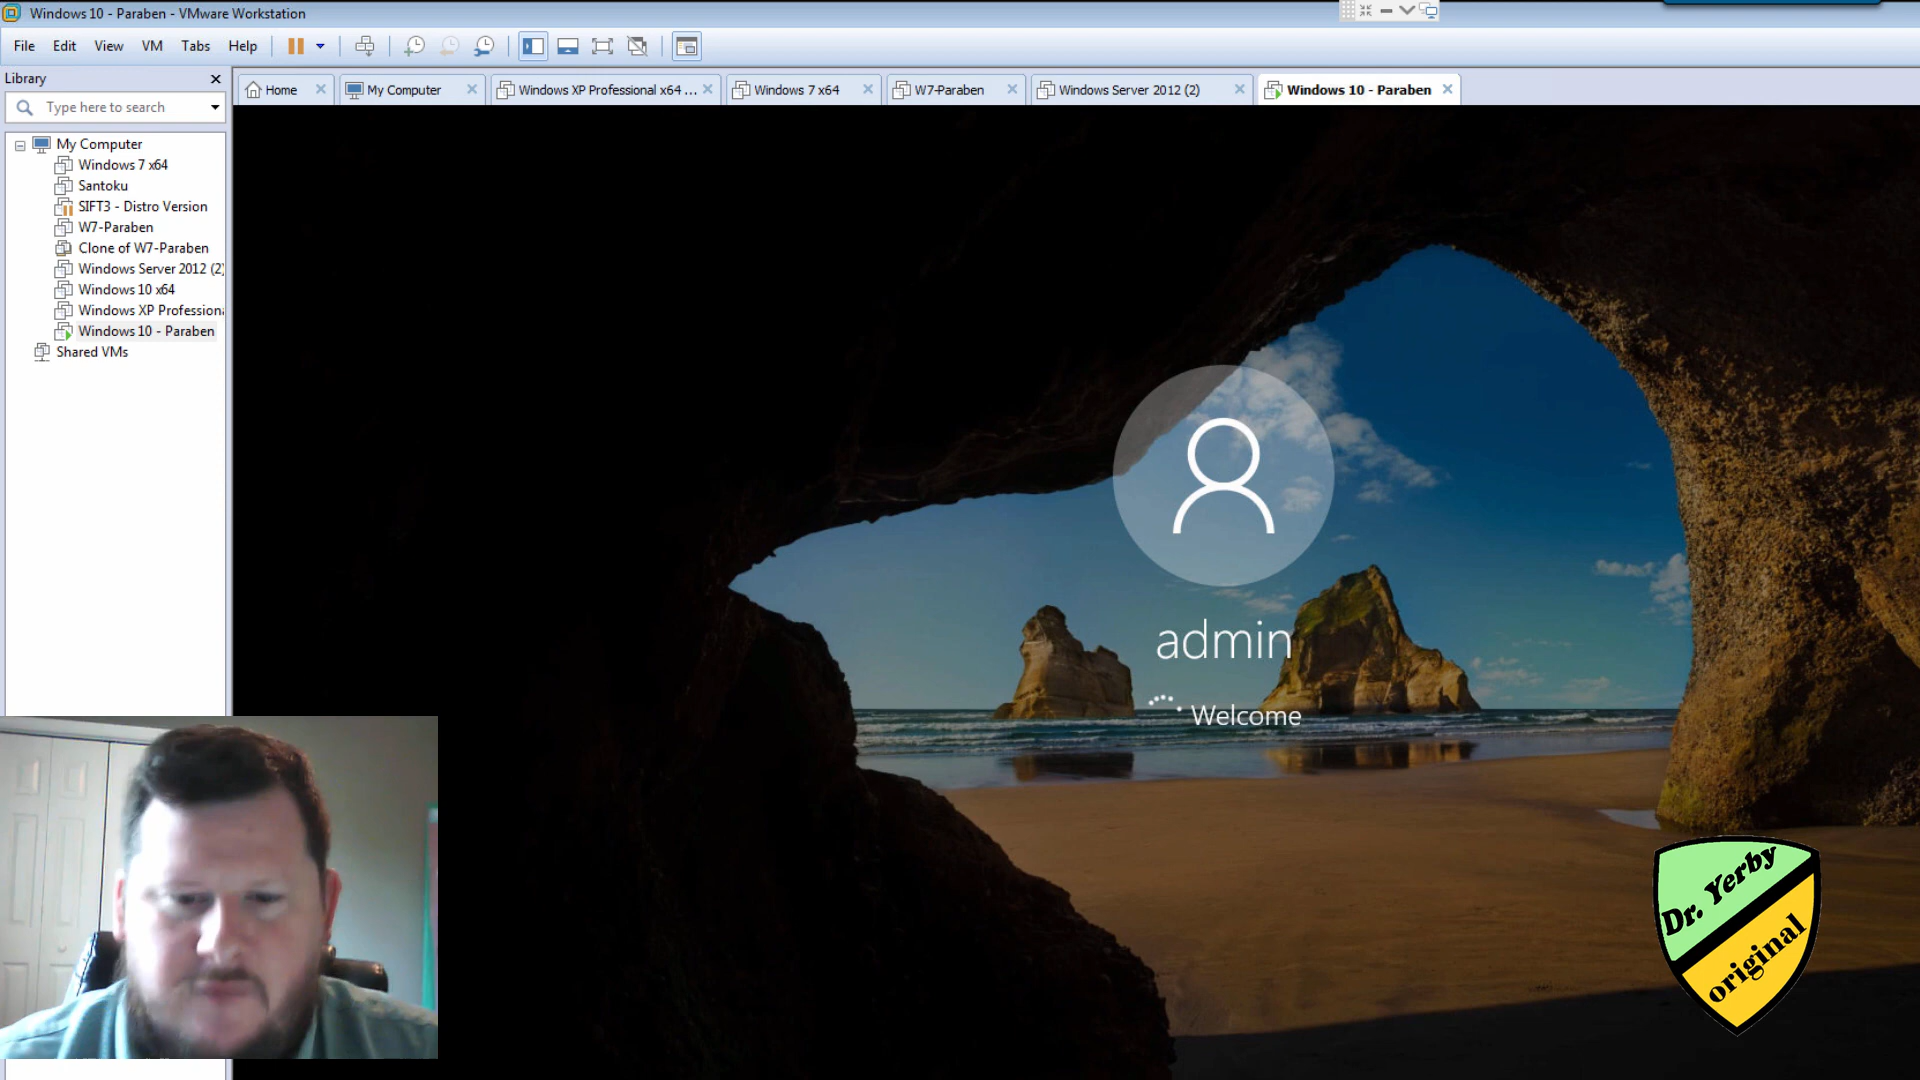 Windows 10 - Paraben - VMware Workstation
File Edit View VM Tabs Help
Library
Type here to search
Home
My Computer
Windows XP Professional x64 ...
Windows 7 x64
W7-Paraben
Windows Server 2012 (2)
Windows 10 - Paraben
My Computer
Windows 7 x64
Santoku
SIFT3 - Distro Version
W7-Paraben
Clone of W7-Paraben
Windows Server 2012 (2)
Windows 10 x64
Windows XP Profession
Windows 10 - Paraben
Shared VMs
admin
Welcome
Dr. Yerby
original